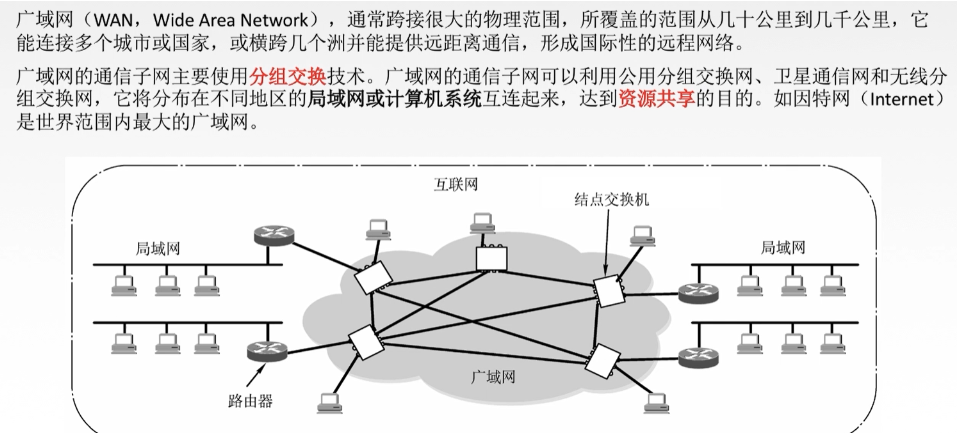 广域网（WAN，Wide Area Network），通常跨接很大的物理范围，所覆盖的范围从几十公里到几千公里，它
能连接多个城市或国家，或横跨几个洲并能提供远距离通信，形成国际性的远程网络。
广域网的通信子网主要使用分组交换技术。广域网的通信子网可以利用公用分组交换网、卫星通信网和无线分
组交换网，它将分布在不同地区的局域网或计算机系统互连起来，达到资源共享的目的。如因特网（Internet）
是世界范围内最大的广域网。
互联网
结点交换机
局域网
局域网
广域网
路由器